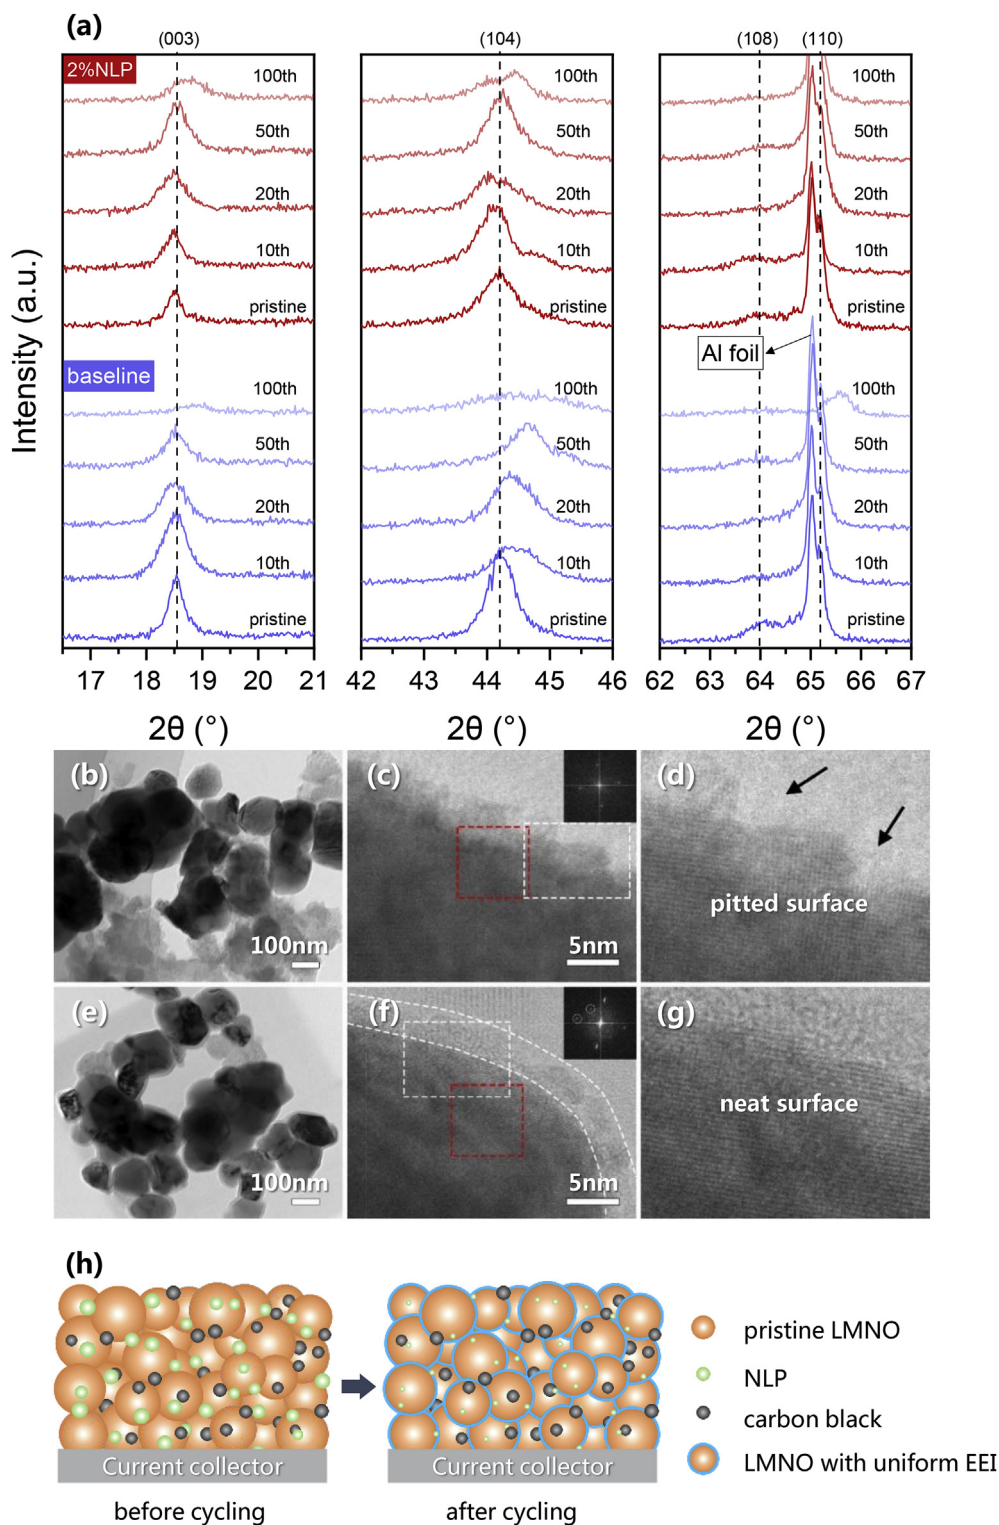 (a)
(003)
(104)
(108) (110)
2%NLP
100th
50th
20th
10th
pristine
baseline
100th
50th
20th
10th
pristine
100th
50th
20th
10th
pristine
100th
50th
20th
10th
pristine
100th
50th
20th
10th
pristine
Al foil
100th
50th
20th
10th
pristine
Intensity (a.u.)
17 18 19 20 21
42 43 44 45 46
62 63 64 65 66 67
2θ (°)
2θ (°)
2θ (°)
(b)
100nm
(c)
5nm
(d)
pitted surface
(e)
100nm
(f)
5nm
(g)
neat surface
(h)
Current collector
before cycling
Current collector
after cycling
pristine LMNO
NLP
carbon black
LMNO with uniform EEI